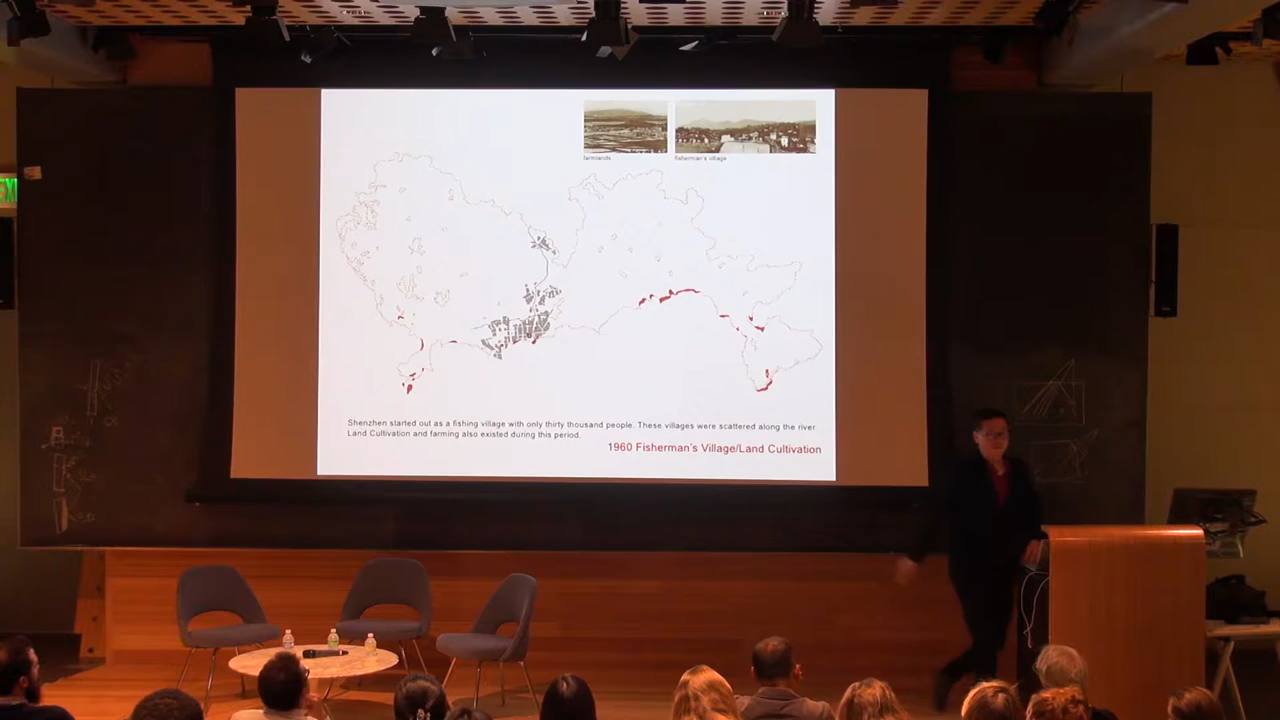 EXI
farmlands
fisherman's village
Shenzhen started out as a fishing village with only thirty thousand people. These villages were scattered along the river
Land Cultivation and farming also existed during this period.
1960 Fisherman's Village/Land Cultivation